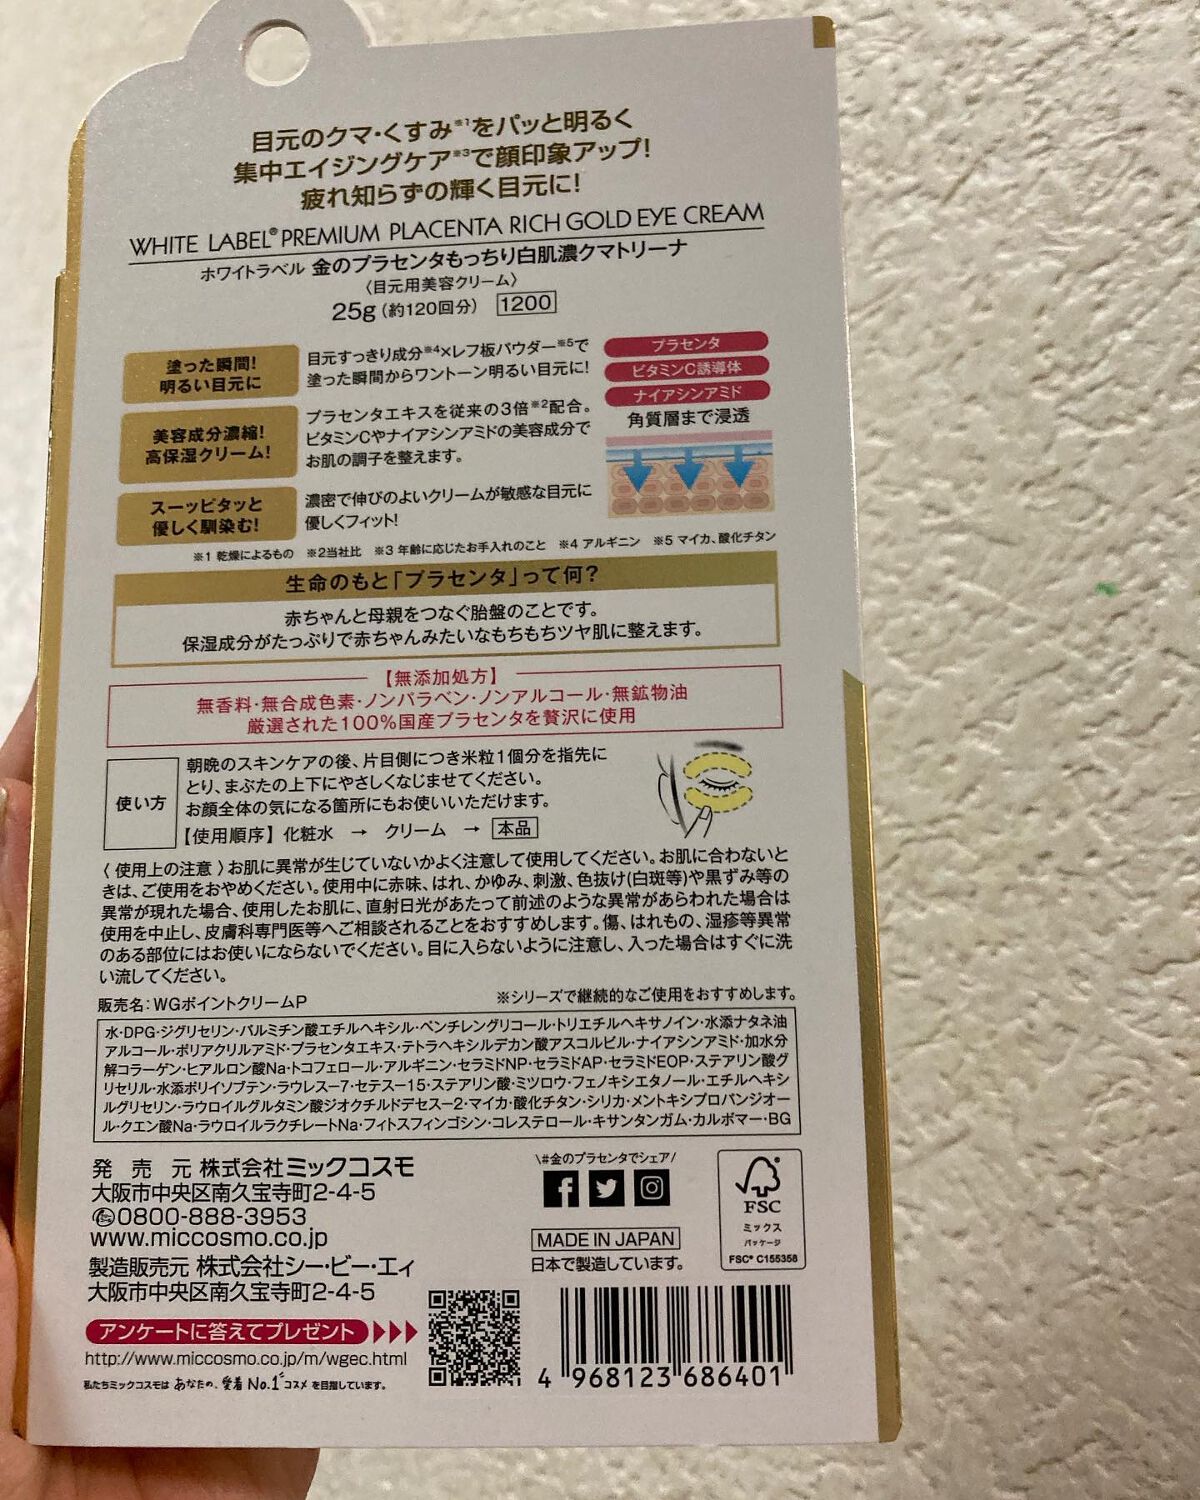 目元のクマ・くすみ※1をパッと明るく
集中エイジングケア※3で顔印象アップ!
疲れ知らずの輝く目元に!
WHITE LABEL® PREMIUM PLACENTA RICH GOLD EYE CREAM
ホワイトラベル 金のプラセンタもっちり白肌濃クマトリーナ
〈目元用美容クリーム〉
25g(約120回分) 1200
塗った瞬間!
明るい目元に
目元すっきり成分※4×レフ板パウダー※5で
塗った瞬間からワントーン明るい目元に!
美容成分濃縮!
高保湿クリーム!
プラセンタエキスを従来の3倍※2配合。
ビタミンCやナイアシンアミドの美容成分で
お肌の調子を整えます。
スーッピタッと
優しく馴染む!
濃密で伸びのよいクリームが敏感な目元に
優しくフィット!
プラセンタ
ビタミンC誘導体
ナイアシンアミド
角質層まで浸透
※1 乾燥によるもの ※2当社比 ※3 年齢に応じたお手入れのこと ※4 アルギニン ※5 マイカ、酸化チタン
生命のもと「プラセンタ」って何?
赤ちゃんと母親をつなぐ胎盤のことです。
保湿成分がたっぷりで赤ちゃんみたいなもちもちツヤ肌に整えます。
【無添加処方】
無香料・無合成色素・ノンパラベン・ノンアルコール・無鉱物油
厳選された100%国産プラセンタを贅沢に使用
使い方
朝晩のスキンケアの後、片目側につき米粒1個分を指先に
とり、まぶたの上下にやさしくなじませてください。
お顔全体の気になる箇所にもお使いいただけます。
【使用順序】化粧水 → クリーム → 本品
〈使用上の注意〉お肌に異常が生じていないかよく注意して使用してください。お肌に合わないと
きは、ご使用をおやめください。使用中に赤味、はれ、かゆみ、刺激、色抜け(白斑等)や黒ずみ等の
異常が現れた場合、使用したお肌に、直射日光があたって前述のような異常があらわれた場合は
使用を中止し、皮膚科専門医等へご相談されることをおすすめします。傷、はれもの、湿疹等異常
のある部位にはお使いにならないでください。目に入らないように注意し、入った場合はすぐに洗
い流してください。
販売名:WGポイントクリームP
※シリーズで継続的なご使用をおすすめします。
水・DPG・ジグリセリン・パルミチン酸エチルヘキシル・ペンチレングリコール・トリエチルヘキサノイン・水添ナタネ油
アルコール・ポリアクリルアミド・プラセンタエキス・テトラヘキシルデカン酸アスコルビル・ナイアシンアミド・加水分
解コラーゲン・ヒアルロン酸Na・トコフェロール・アルギニン・セラミドNP・セラミドAP・セラミドEOP・ステアリン酸グ
リセリル・水添ポリイソブテン・ラウレス-7・セテス-15・ステアリン酸・ミツロウ・フェノキシエタノール・エチルヘキシ
ルグリセリン・ラウロイルグルタミン酸ジオクチルドデセス-2・マイカ・酸化チタン・シリカ・メントキシプロパンジオー
ル・クエン酸Na・ラウロイルラクチレートNa・フィトスフィンゴシン・コレステロール・キサンタンガム・カルボマー・BG
発 売 元 株式会社ミックコスモ
大阪市中央区南久宝寺町2-4-5
0800-888-3953
www.miccosmo.co.jp
製造販売元 株式会社シー・ビー・エィ
大阪市中央区南久宝寺町2-4-5
アンケートに答えてプレゼント
http://www.miccosmo.co.jp/m/wgec.html
私たちミックコスモは あなたの、愛着 No.1 コスメ を目指しています。
\#金のプラセンタでシェア/
MADE IN JAPAN
日本で製造しています。
FSC
ミックス
パッケージ
FSC® C155358
4 968123 686401